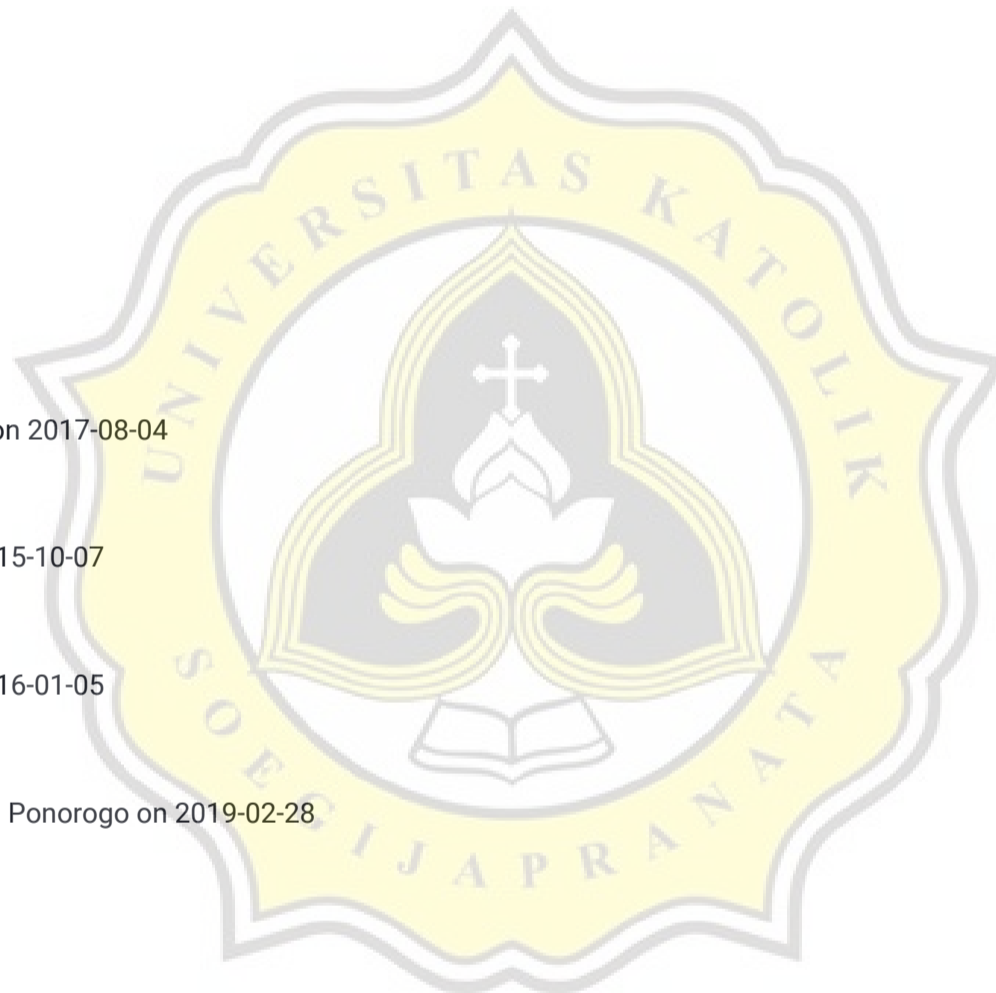 UNIVERSITAS KATOLIK
on 2017-08-04
15-10-07
16-01-05
Ponorogo on 2019-02-28
SOEGIJAPRANATA